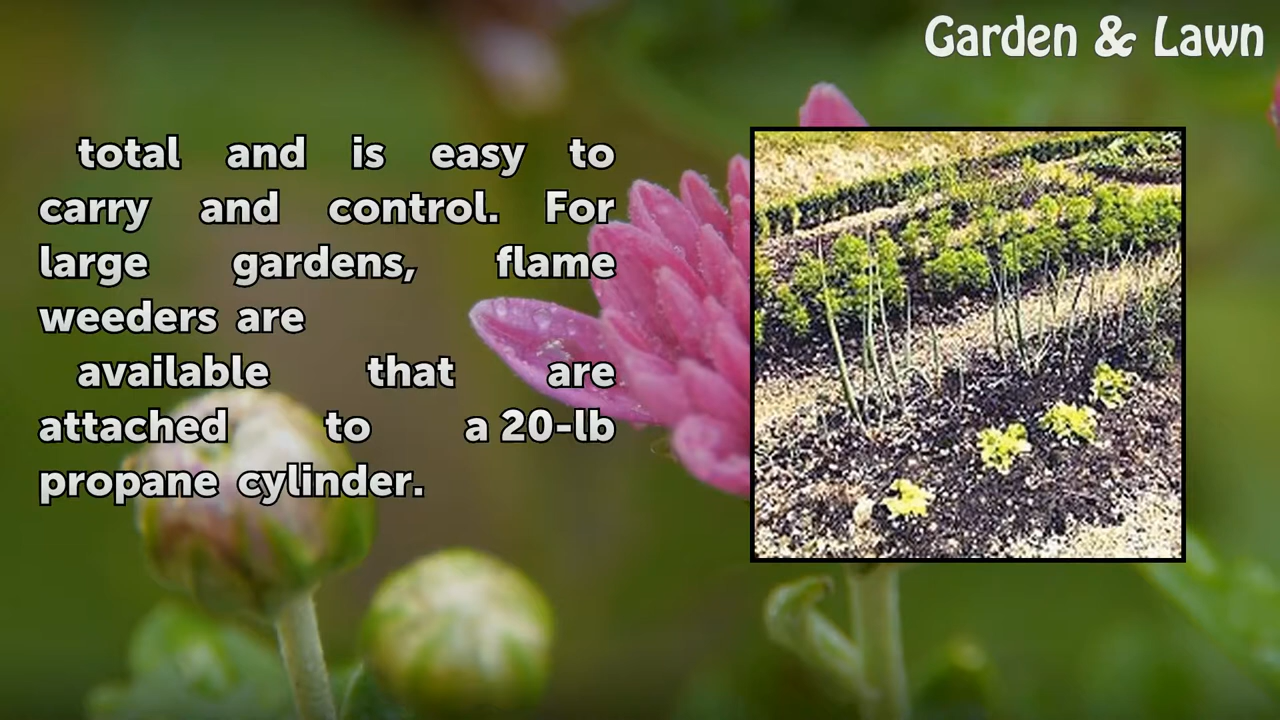 Garden & Lawn
total and is easy to
carry and control. For
large gardens, flame
weeders are
available that are
attached to a 20-lb
propane cylinder.